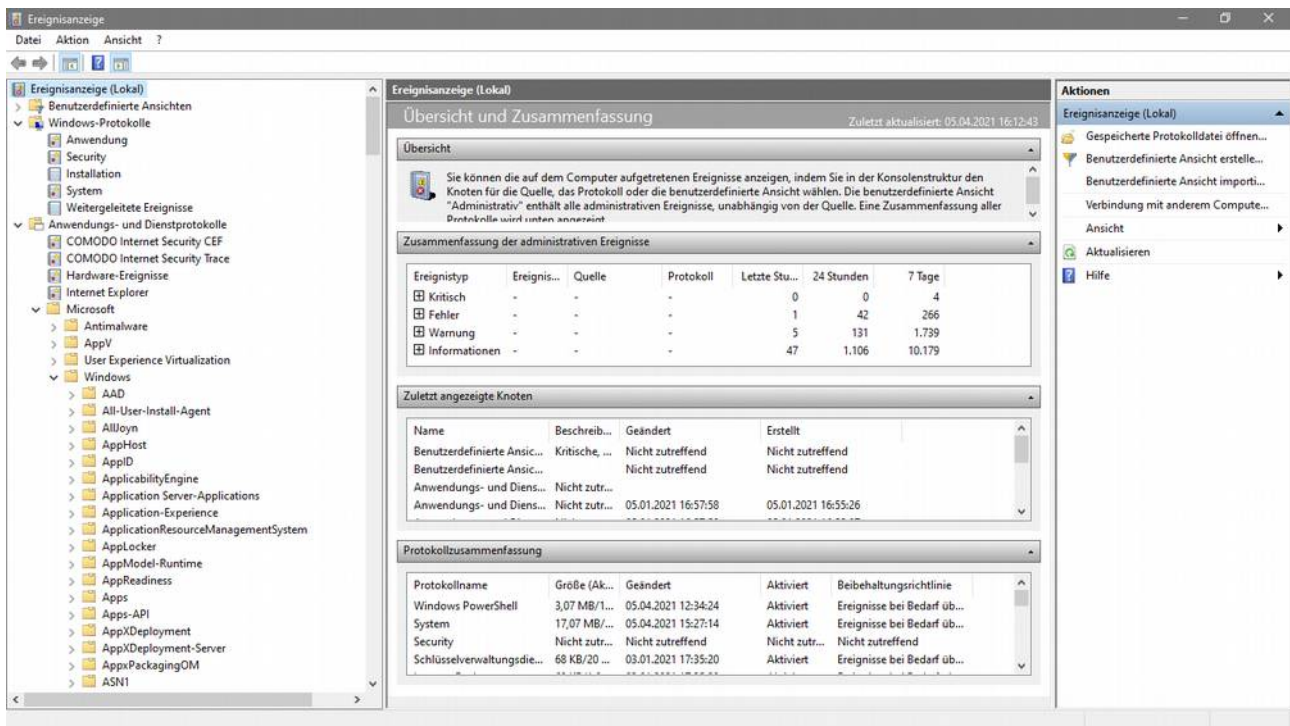 Ereignisanzeige
Datei Aktion Ansicht ?
Ereignisanzeige (Lokal)
Benutzerdefinierte Ansichten
Windows-Protokolle
Anwendung
Security
Installation
System
Weitergeleitete Ereignisse
Anwendungs- und Dienstprotokolle
COMODO Internet Security CEF
COMODO Internet Security Trace
Hardware-Ereignisse
Internet Explorer
Microsoft
Antimalware
AppV
User Experience Virtualization
Windows
AAD
All-User-Install-Agent
AllJoyn
AppHost
AppID
ApplicabilityEngine
Application Server-Applications
Application-Experience
ApplicationResourceManagementSystem
AppLocker
AppModel-Runtime
AppReadiness
Apps
Apps-API
AppXDeployment
AppXDeployment-Server
AppxPackagingOM
ASN1
Ereignisanzeige (Lokal)
Übersicht und Zusammenfassung Zuletzt aktualisiert: 05.04.2021 16:12:43
Übersicht
Sie können die auf dem Computer aufgetretenen Ereignisse anzeigen, indem Sie in der Konsolenstruktur den
Knoten für die Quelle, das Protokoll oder die benutzerdefinierte Ansicht wählen. Die benutzerdefinierte Ansicht
"Administrativ" enthält alle administrativen Ereignisse, unabhängig von der Quelle. Eine Zusammenfassung aller
Protokolle wird unten angezeigt
Zusammenfassung der administrativen Ereignisse
Ereignistyp Ereignis... Quelle Protokoll Letzte Stu... 24 Stunden 7 Tage
Kritisch - - - 0 0 4
Fehler - - - 1 42 266
Warnung - - - 5 131 1.739
Informationen - - - 47 1.106 10.179
Zuletzt angezeigte Knoten
Name Beschreib... Geändert Erstellt
Benutzerdefinierte Ansic... Kritische, ... Nicht zutreffend Nicht zutreffend
Benutzerdefinierte Ansic... Nicht zutreffend Nicht zutreffend
Anwendungs- und Diens... Nicht zutr...
Anwendungs- und Diens... Nicht zutr... 05.01.2021 16:57:58 05.01.2021 16:55:26
Protokollzusammenfassung
Protokollname Größe (Ak... Geändert Aktiviert Beibehaltungsrichtlinie
Windows PowerShell 3,07 MB/1... 05.04.2021 12:34:24 Aktiviert Ereignisse bei Bedarf üb...
System 17,07 MB/... 05.04.2021 15:27:14 Aktiviert Ereignisse bei Bedarf üb...
Security Nicht zutr... Nicht zutreffend Nicht zutr... Nicht zutreffend
Schlüsselverwaltungsdie... 68 KB/20 ... 03.01.2021 17:35:20 Aktiviert Ereignisse bei Bedarf üb...
Aktionen
Ereignisanzeige (Lokal)
Gespeicherte Protokolldatei öffnen...
Benutzerdefinierte Ansicht erstelle...
Benutzerdefinierte Ansicht importi...
Verbindung mit anderem Compute...
Ansicht
Aktualisieren
Hilfe